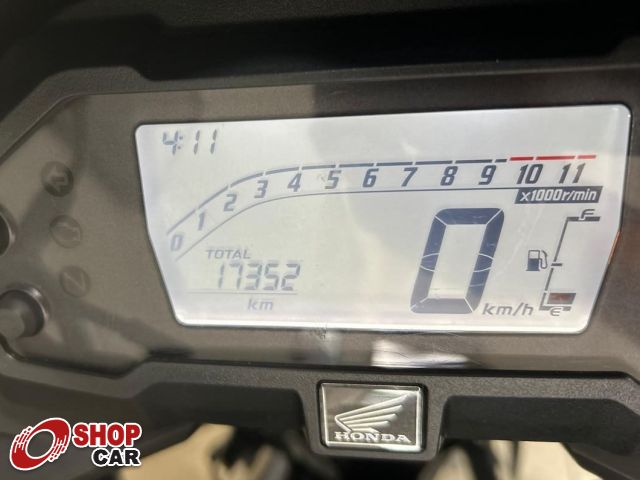 4:11
0 1 2 3 4 5 6 7 8 9 10 11
x1000r/min
F
TOTAL
17352
km
0
km/h
E
HONDA
SHOP
CAR